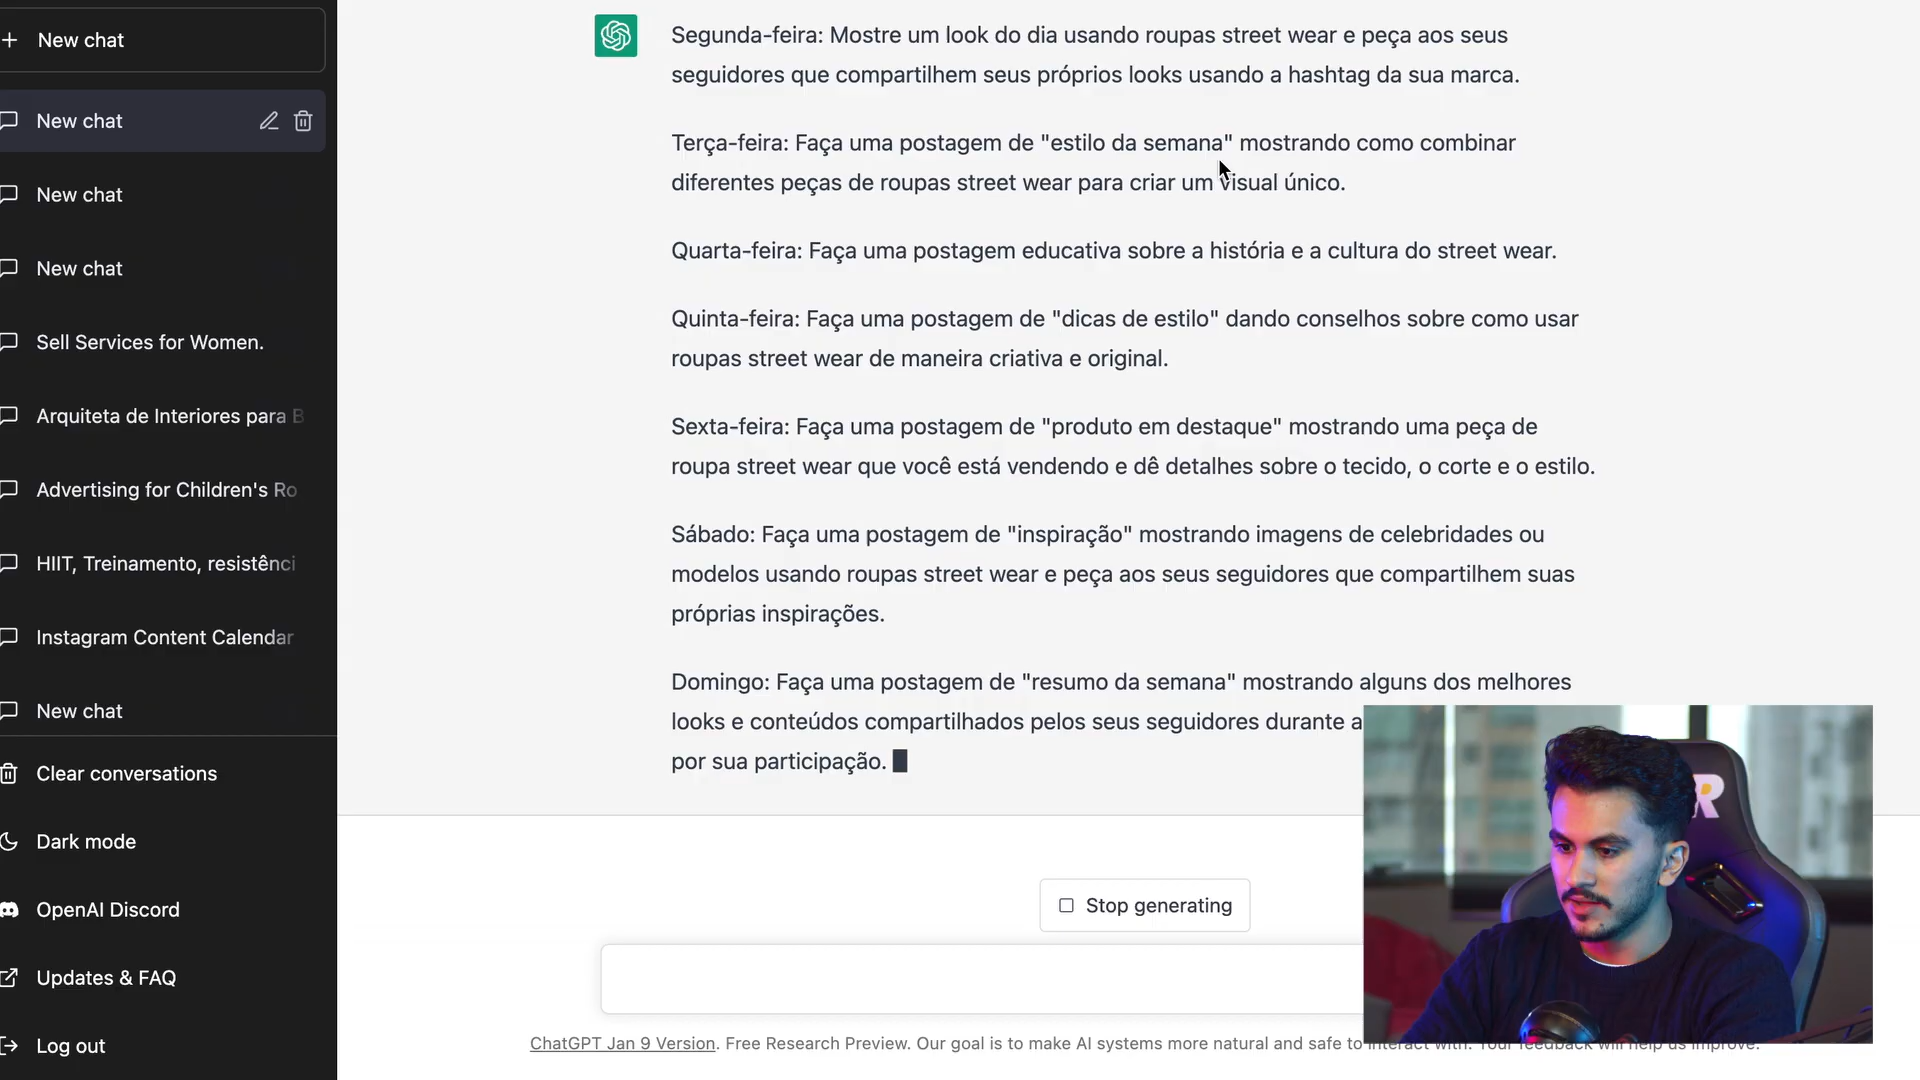 New chat
New chat
New chat
New chat
Sell Services for Women.
Arquiteta de Interiores para B
Advertising for Children's Ro
HIIT, Treinamento, resistênci
Instagram Content Calendar
New chat
Clear conversations
Dark mode
OpenAI Discord
Updates & FAQ
Log out
Segunda-feira: Mostre um look do dia usando roupas street wear e peça aos seus
seguidores que compartilhem seus próprios looks usando a hashtag da sua marca.
Terça-feira: Faça uma postagem de "estilo da semana" mostrando como combinar
diferentes peças de roupas street wear para criar um visual único.
Quarta-feira: Faça uma postagem educativa sobre a história e a cultura do street wear.
Quinta-feira: Faça uma postagem de "dicas de estilo" dando conselhos sobre como usar
roupas street wear de maneira criativa e original.
Sexta-feira: Faça uma postagem de "produto em destaque" mostrando uma peça de
roupa street wear que você está vendendo e dê detalhes sobre o tecido, o corte e o estilo.
Sábado: Faça uma postagem de "inspiração" mostrando imagens de celebridades ou
modelos usando roupas street wear e peça aos seus seguidores que compartilhem suas
próprias inspirações.
Domingo: Faça uma postagem de "resumo da semana" mostrando alguns dos melhores
looks e conteúdos compartilhados pelos seus seguidores durante a
por sua participação.
Stop generating
ChatGPT Jan 9 Version. Free Research Preview. Our goal is to make AI systems more natural and safe to interact with. Your feedback will help us improve.
R